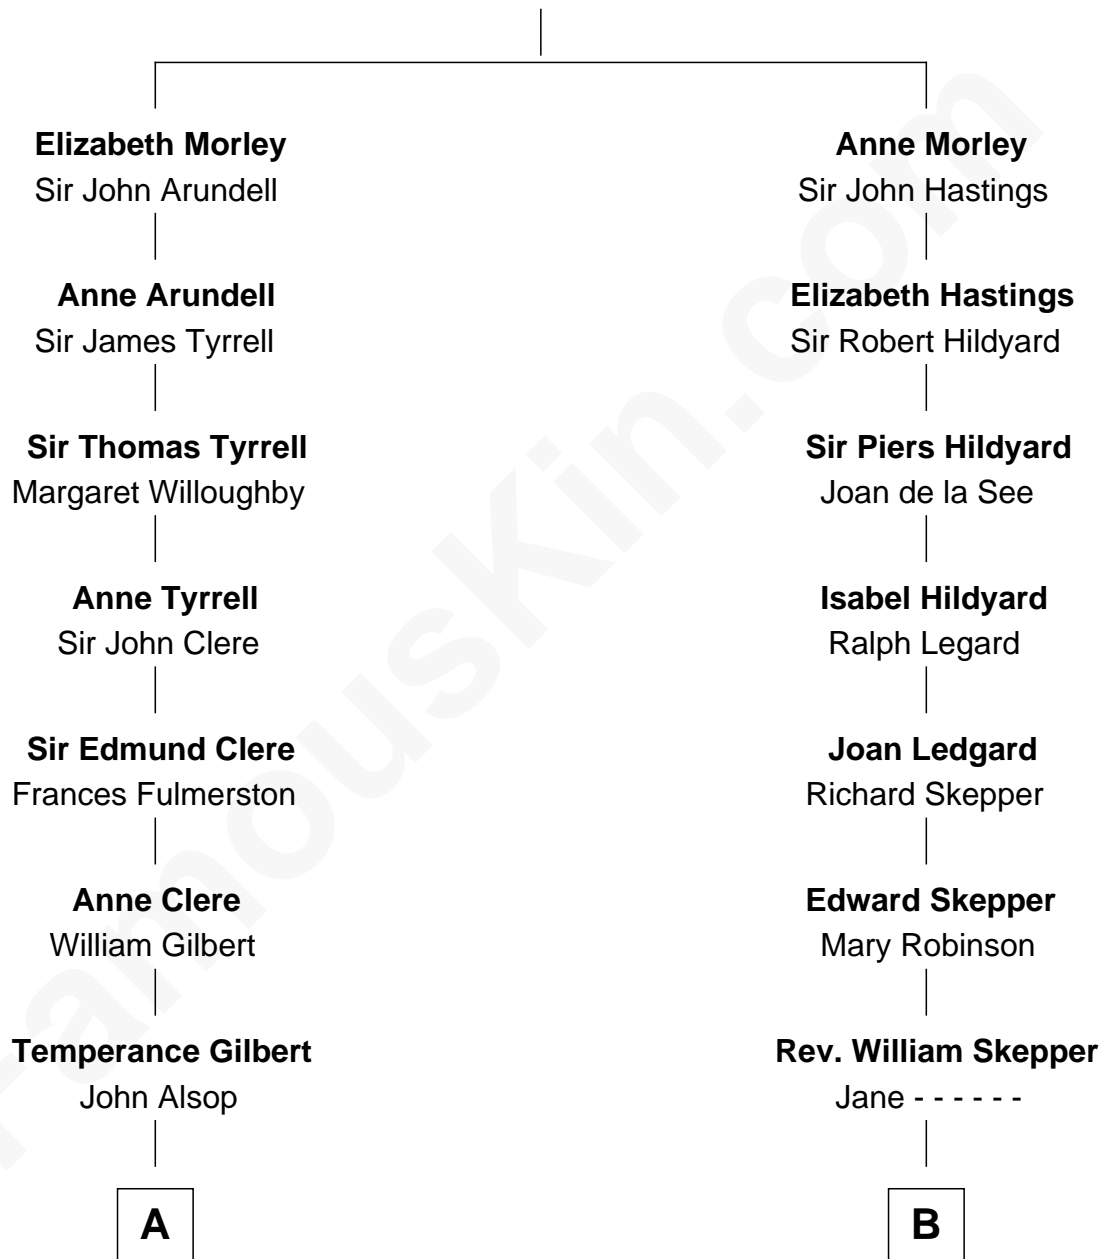 Elizabeth Morley
Sir John Arundell
Anne Arundell
Sir James Tyrrell
Sir Thomas Tyrrell
Margaret Willoughby
Anne Tyrrell
Sir John Clere
Sir Edmund Clere
Frances Fulmerston
Anne Clere
William Gilbert
Temperance Gilbert
John Alsop
A
Anne Morley
Sir John Hastings
Elizabeth Hastings
Sir Robert Hildyard
Sir Piers Hildyard
Joan de la See
Isabel Hildyard
Ralph Legard
Joan Ledgard
Richard Skepper
Edward Skepper
Mary Robinson
Rev. William Skepper
Jane - - - - - -
B
FamousKin.com